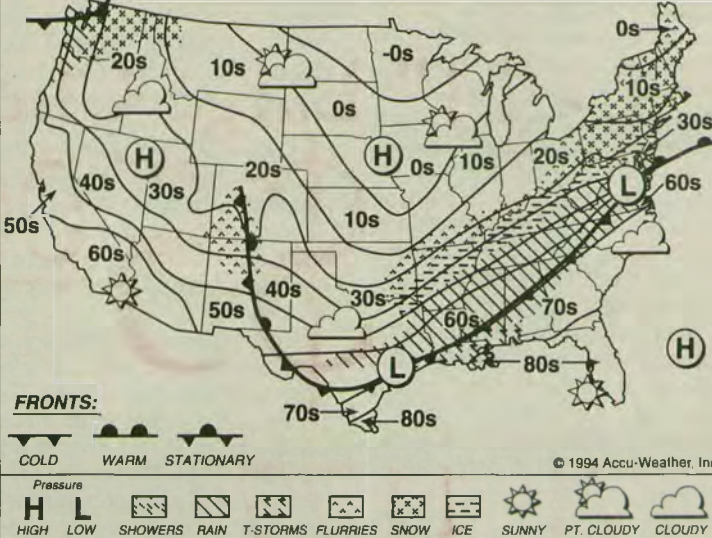 0s
20s
10s
-0s
10s
0s
30s
20s
0s
10s
20s
H
H
L
60s
40s
30s
10s
50s
60s
50s
40s
30s
60s
70s
H
L
80s
70s
80s
FRONTS:
COLD WARM STATIONARY
© 1994 Accu-Weather, Inc
Pressure
H L
HIGH LOW SHOWERS RAIN T-STORMS FLURRIES SNOW ICE SUNNY PT. CLOUDY CLOUDY